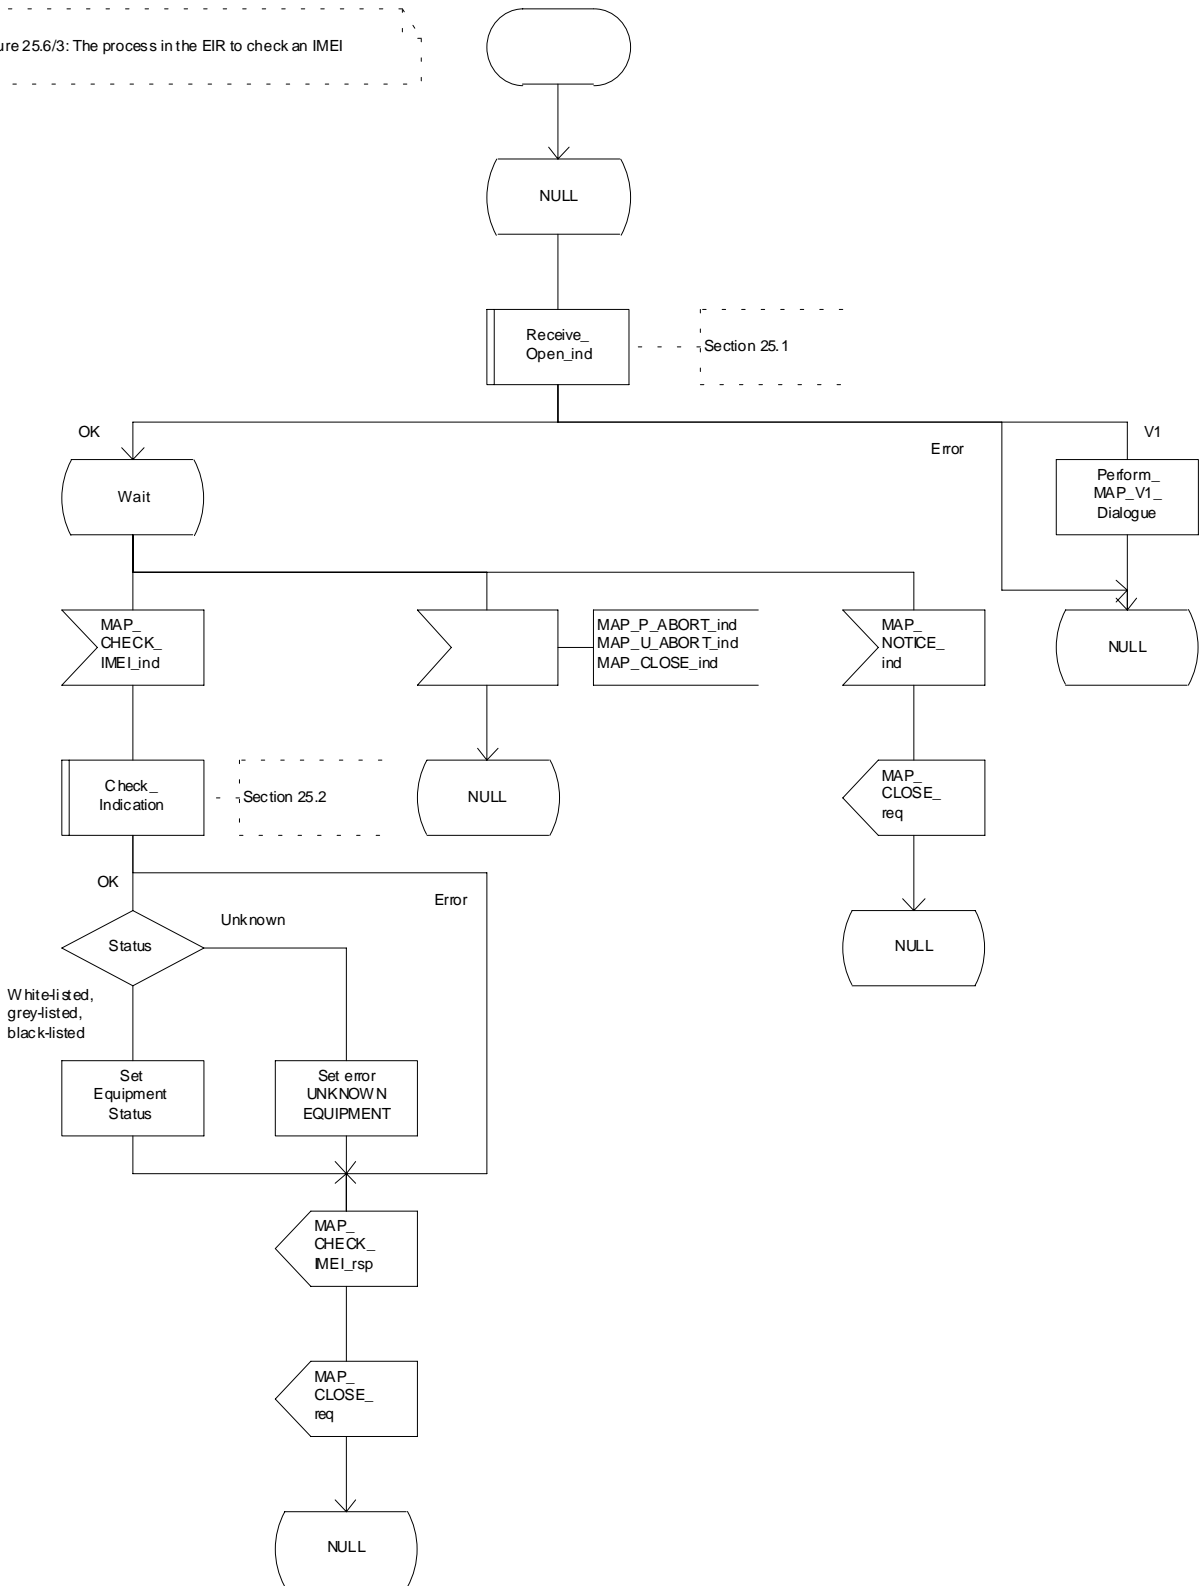 ure 25.6/3: The process in the EIR to check an IMEI
NULL
Receive_
Open_ind
Section 25.1
OK
Error
V1
Wait
Perform_
MAP_V1_
Dialogue
MAP_
CHECK_
IMEI_ind
MAP_P_ABORT_ind
MAP_U_ABORT_ind
MAP_CLOSE_ind
MAP_
NOTICE_
ind
NULL
Check_
Indication
Section 25.2
NULL
MAP_
CLOSE_
req
OK
Error
Unknown
Status
NULL
White-listed,
grey-listed,
black-listed
Set
Equipment
Status
Set error
UNKNOWN
EQUIPMENT
MAP_
CHECK_
IMEI_rsp
MAP_
CLOSE_
req
NULL